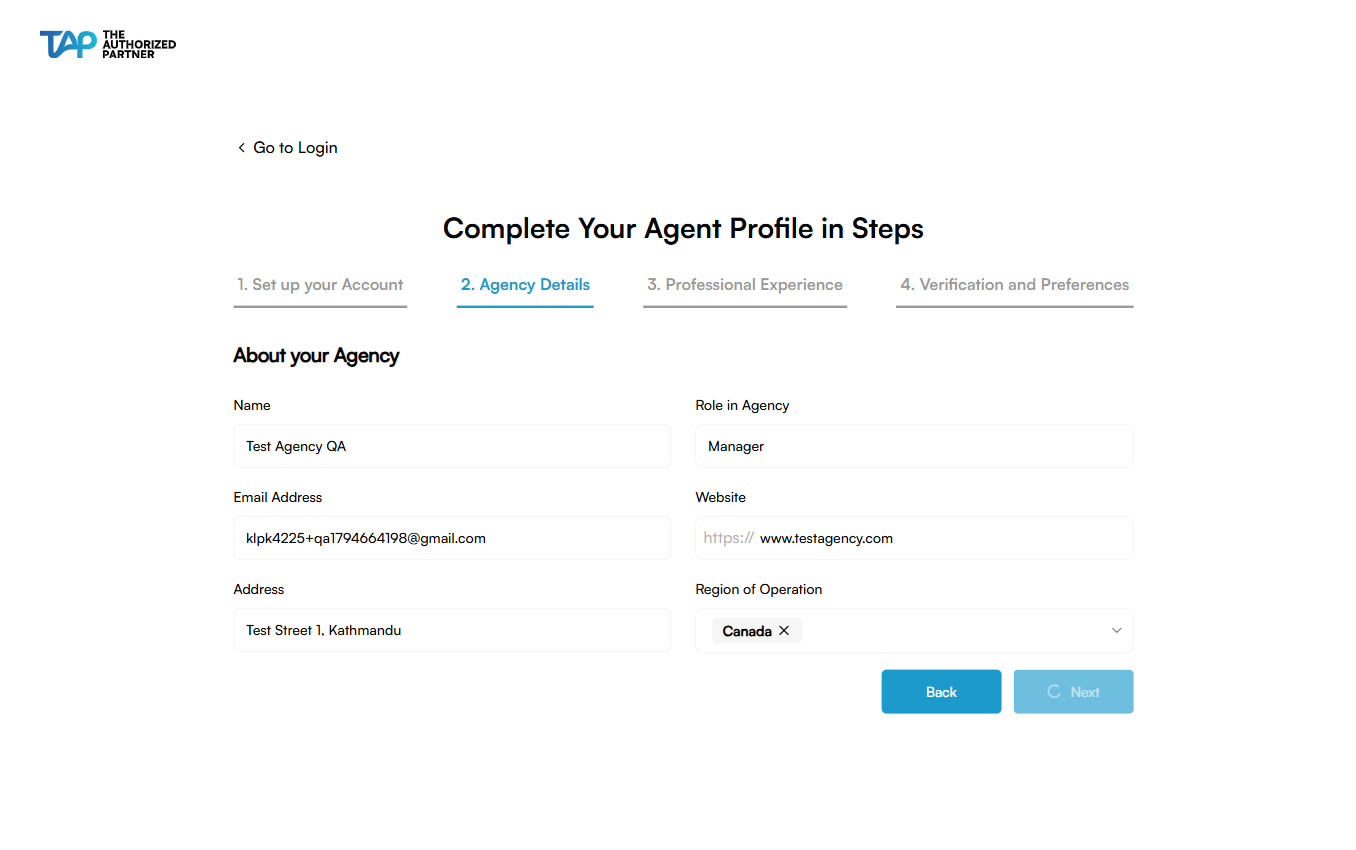 TAP THE AUTHORIZED PARTNER
Go to Login
Complete Your Agent Profile in Steps
1. Set up your Account 2. Agency Details 3. Professional Experience 4. Verification and Preferences
About your Agency
Name Role in Agency
Test Agency QA Manager
Email Address Website
klpk4225+qa1794664198@gmail.com https:// www.testagency.com
Address Region of Operation
Test Street 1, Kathmandu Canada
Back Next